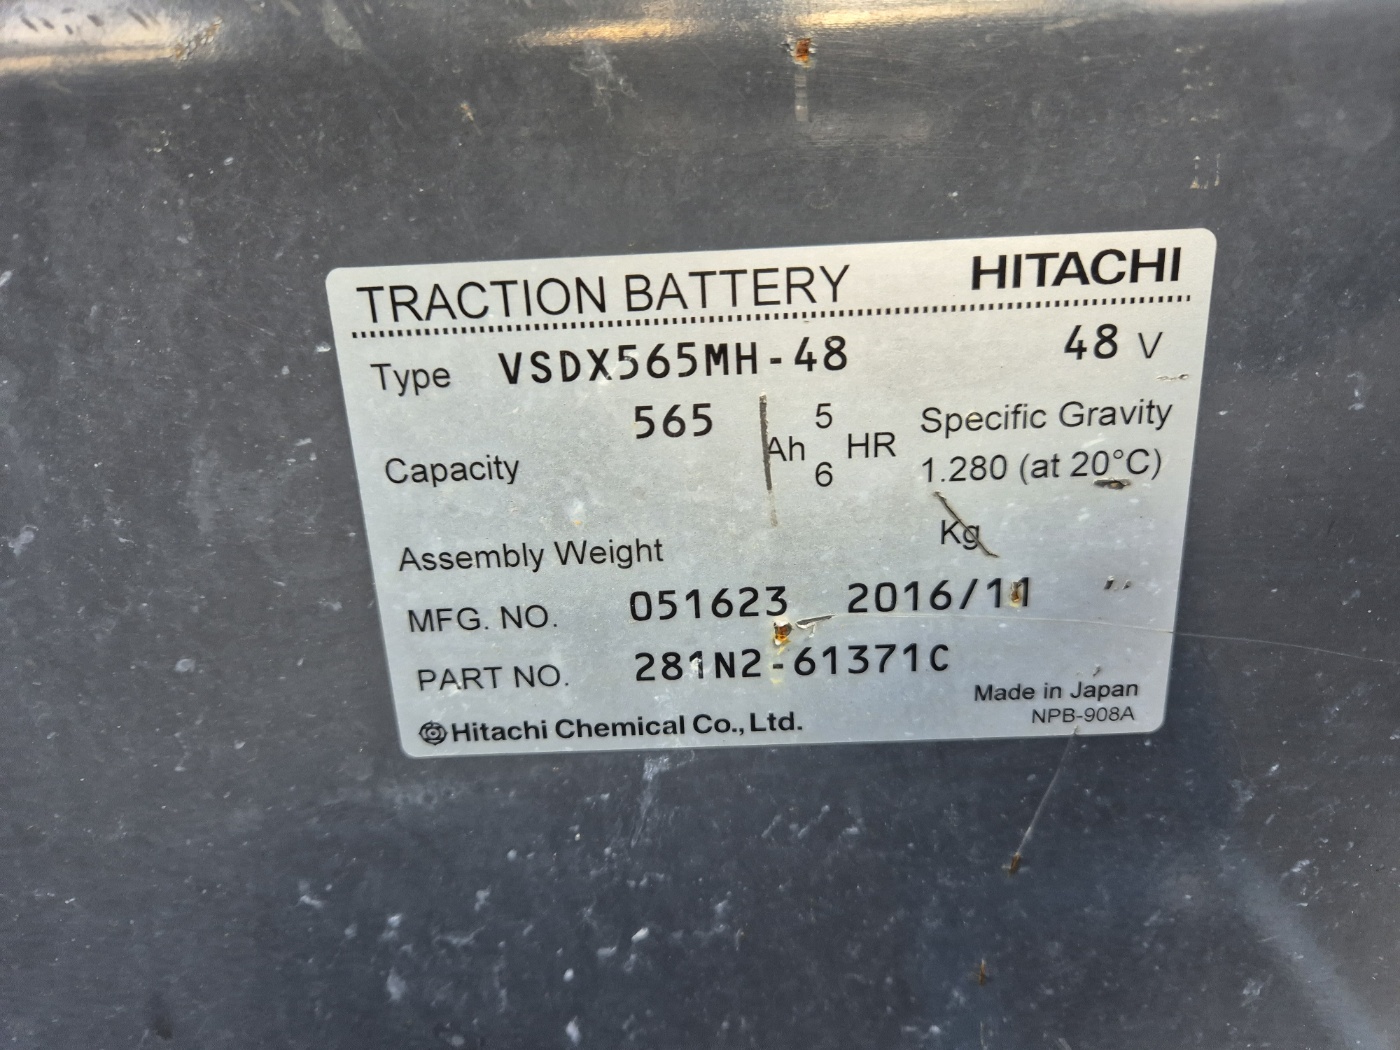 TRACTION BATTERY HITACHI
Type VSDX565MH-48 48 V
565 Ah 5 HR Specific Gravity
Capacity 6 1.280 (at 20°C)
Assembly Weight Kg
MFG. NO. 051623 2016/11
PART NO. 281N2-61371C
Made in Japan
Hitachi Chemical Co., Ltd. NPB-908A